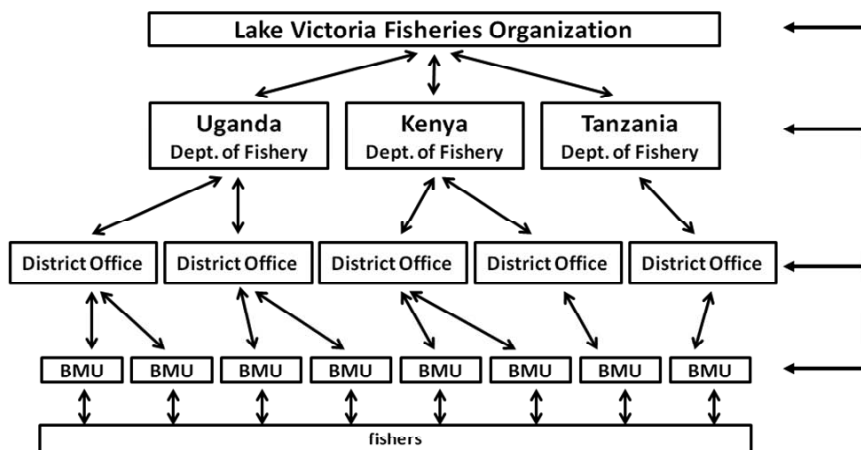 Lake Victoria Fisheries Organization
Uganda
Dept. of Fishery
Kenya
Dept. of Fishery
Tanzania
Dept. of Fishery
District Office
District Office
District Office
District Office
District Office
BMU
BMU
BMU
BMU
BMU
BMU
BMU
BMU
fishers